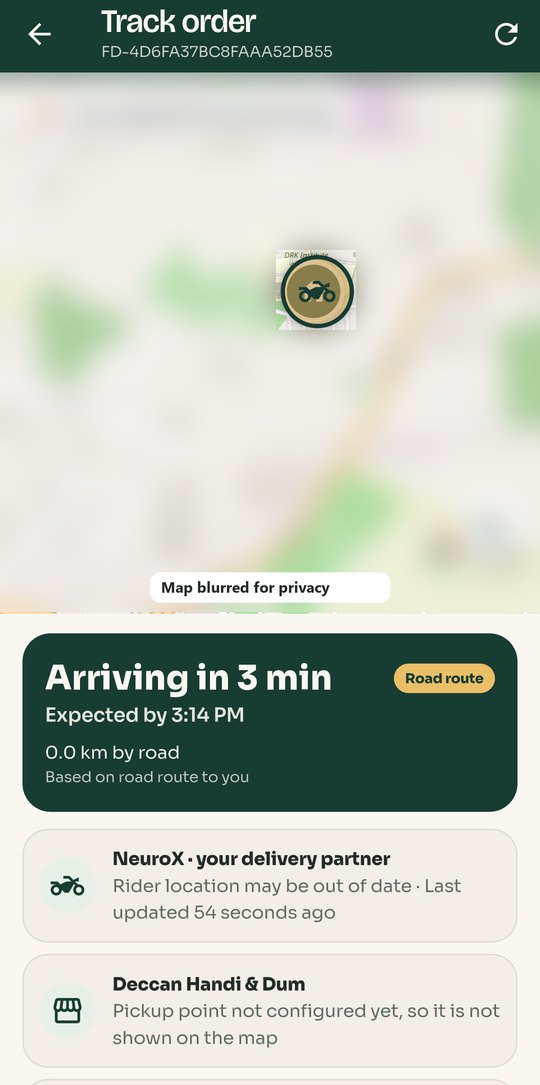 Track order
FD-4D6FA37BC8FAAA52DB55
DRK Institute
Map blurred for privacy
Arriving in 3 min
Road route
Expected by 3:14 PM
0.0 km by road
Based on road route to you
NeuroX · your delivery partner
Rider location may be out of date · Last
updated 54 seconds ago
Deccan Handi & Dum
Pickup point not configured yet, so it is not
shown on the map